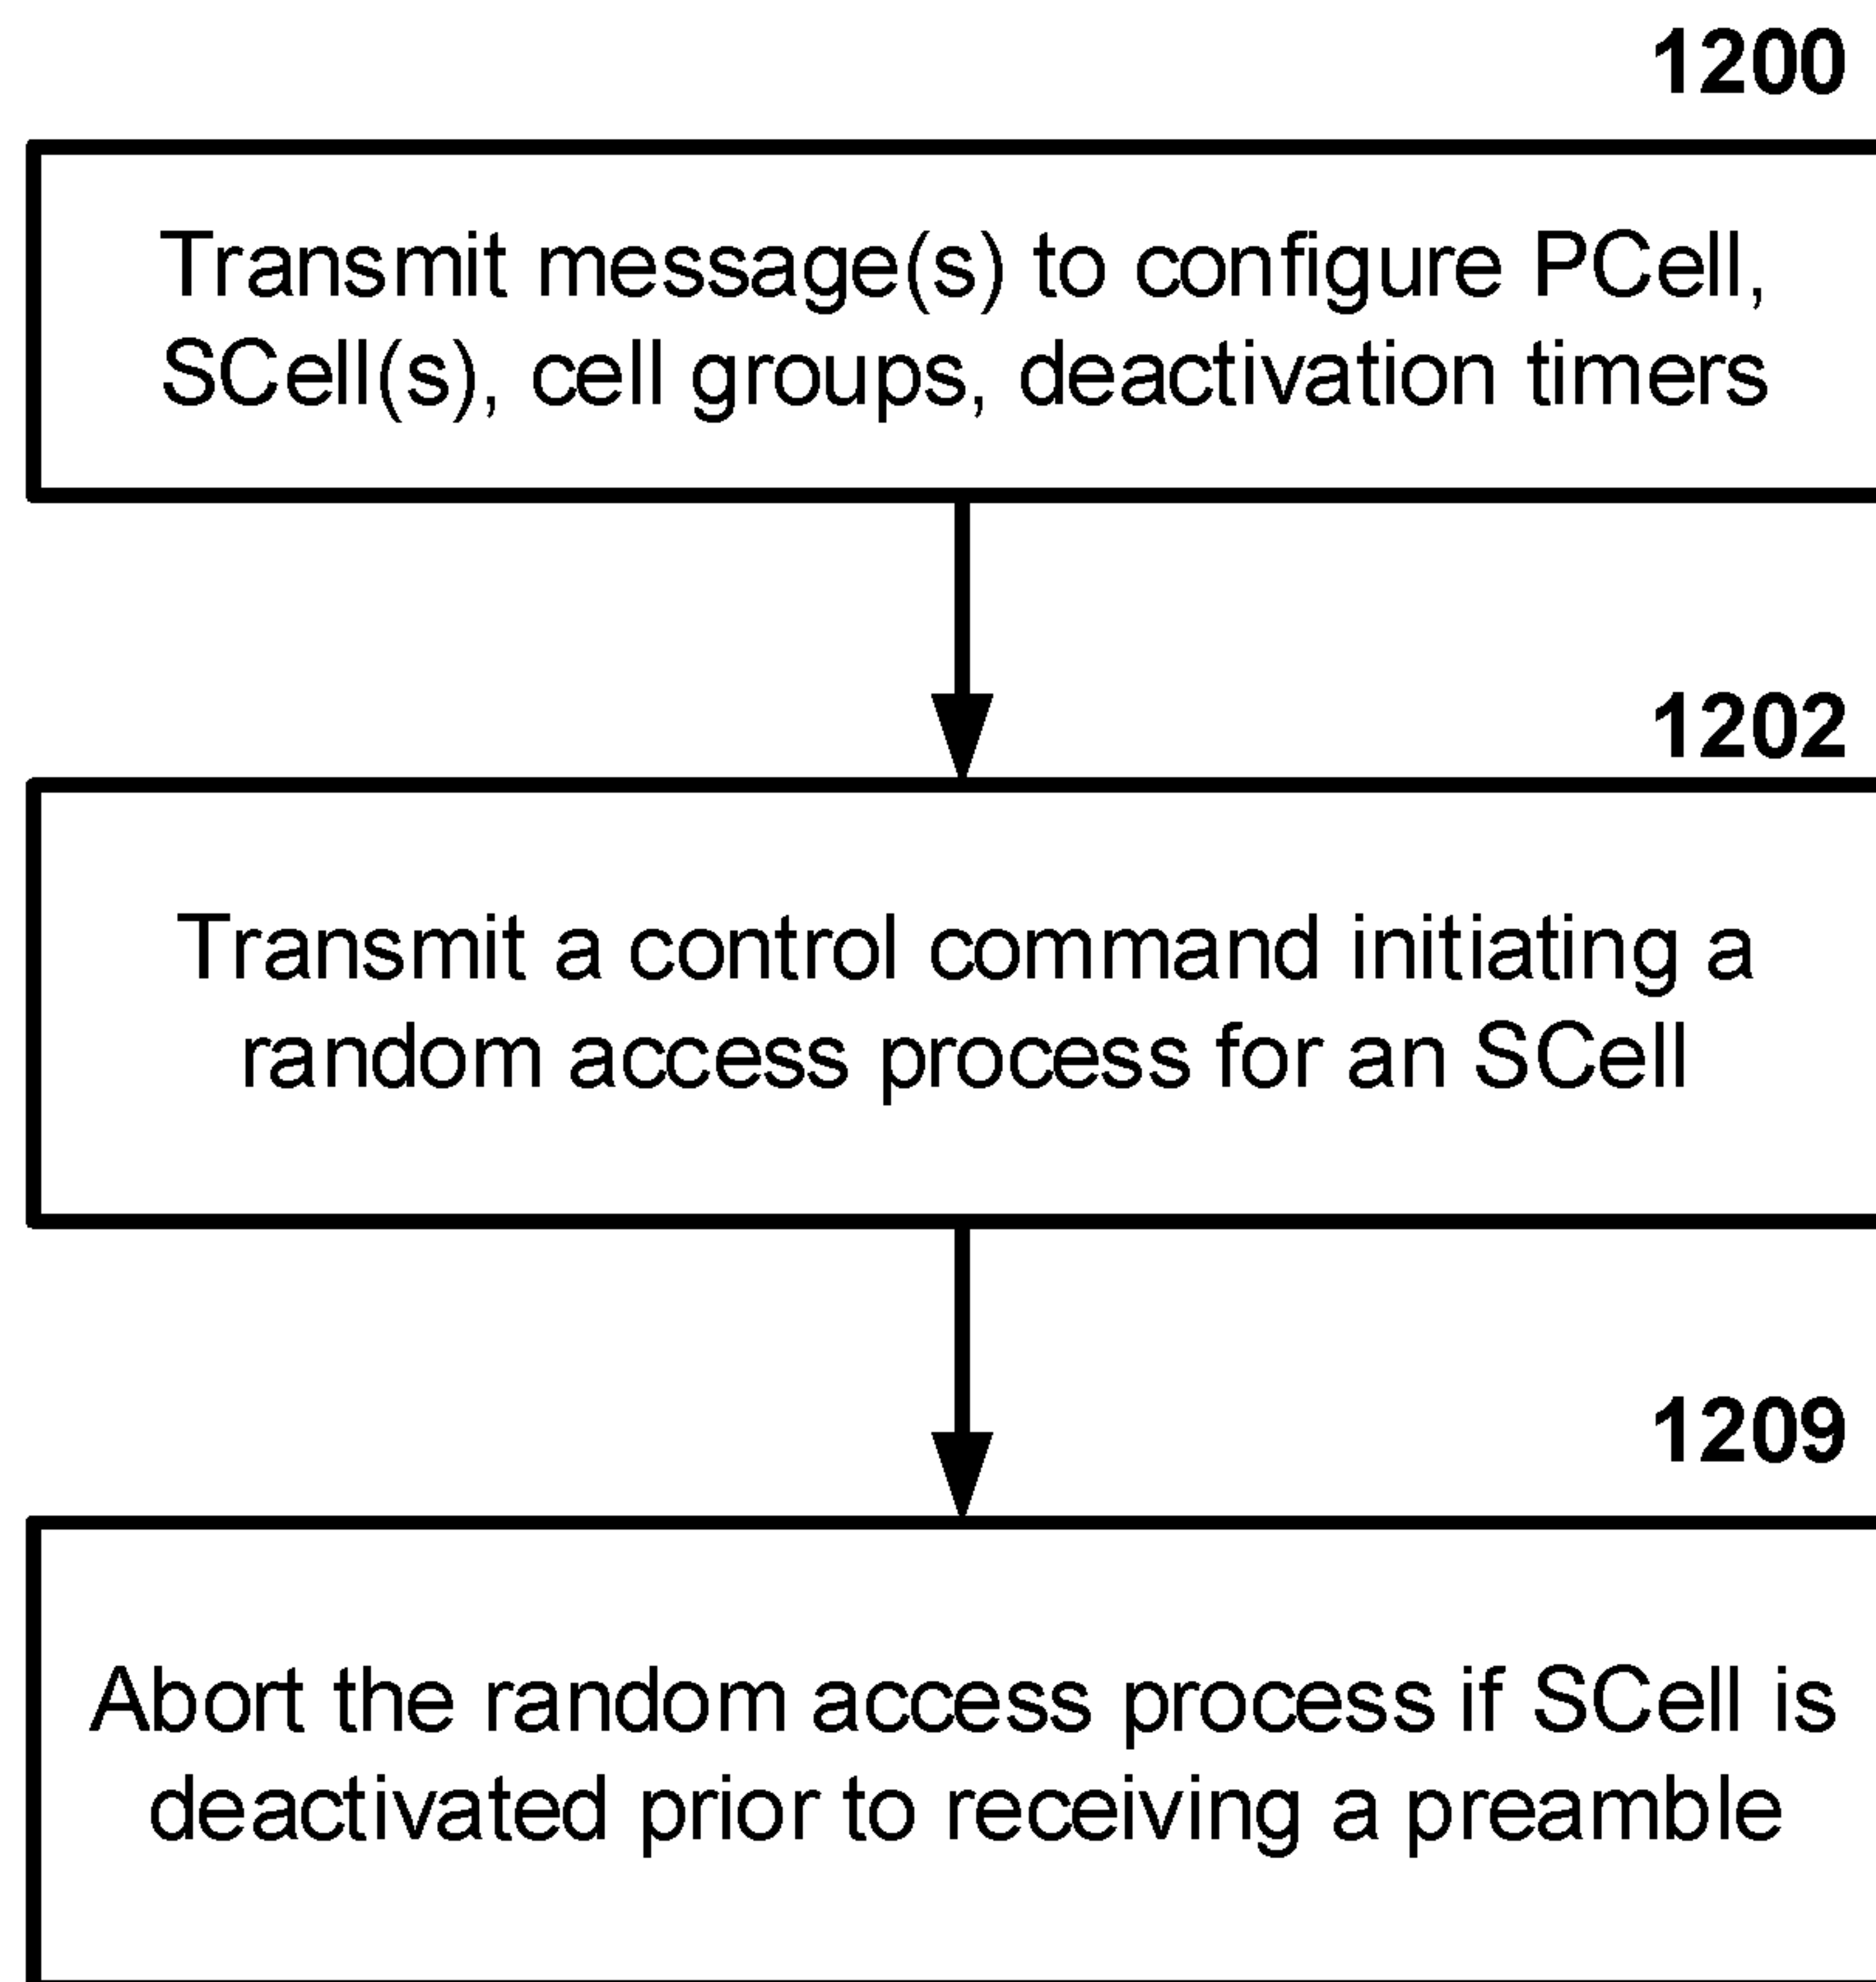 1200
Transmit message(s) to configure PCell,
SCell(s), cell groups, deactivation timers
1202
Transmit a control command initiating a
random access process for an SCell
1209
Abort the random access process if SCell is
deactivated prior to receiving a preamble